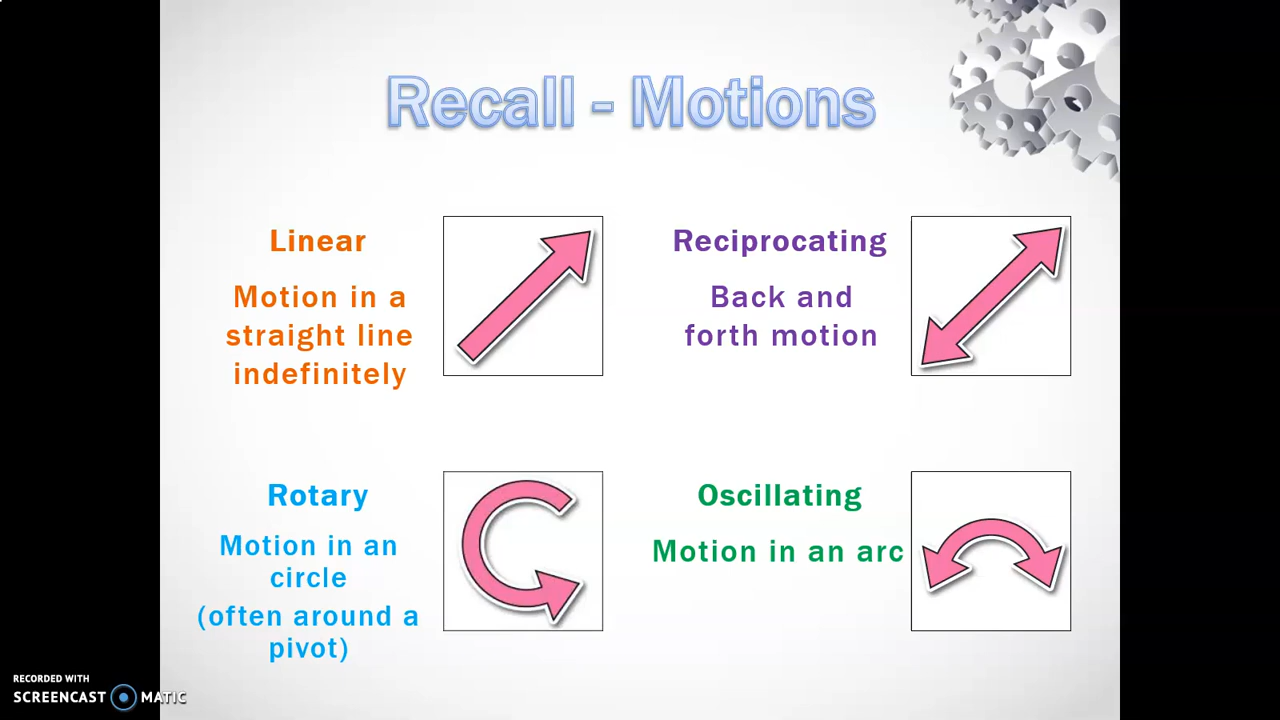 Recall - Motions
Linear
Motion in a
straight line
indefinitely
Reciprocating
Back and
forth motion
Rotary
Motion in an
circle
(often around a
pivot)
Oscillating
Motion in an arc
RECORDED WITH
SCREENCAST MATIC